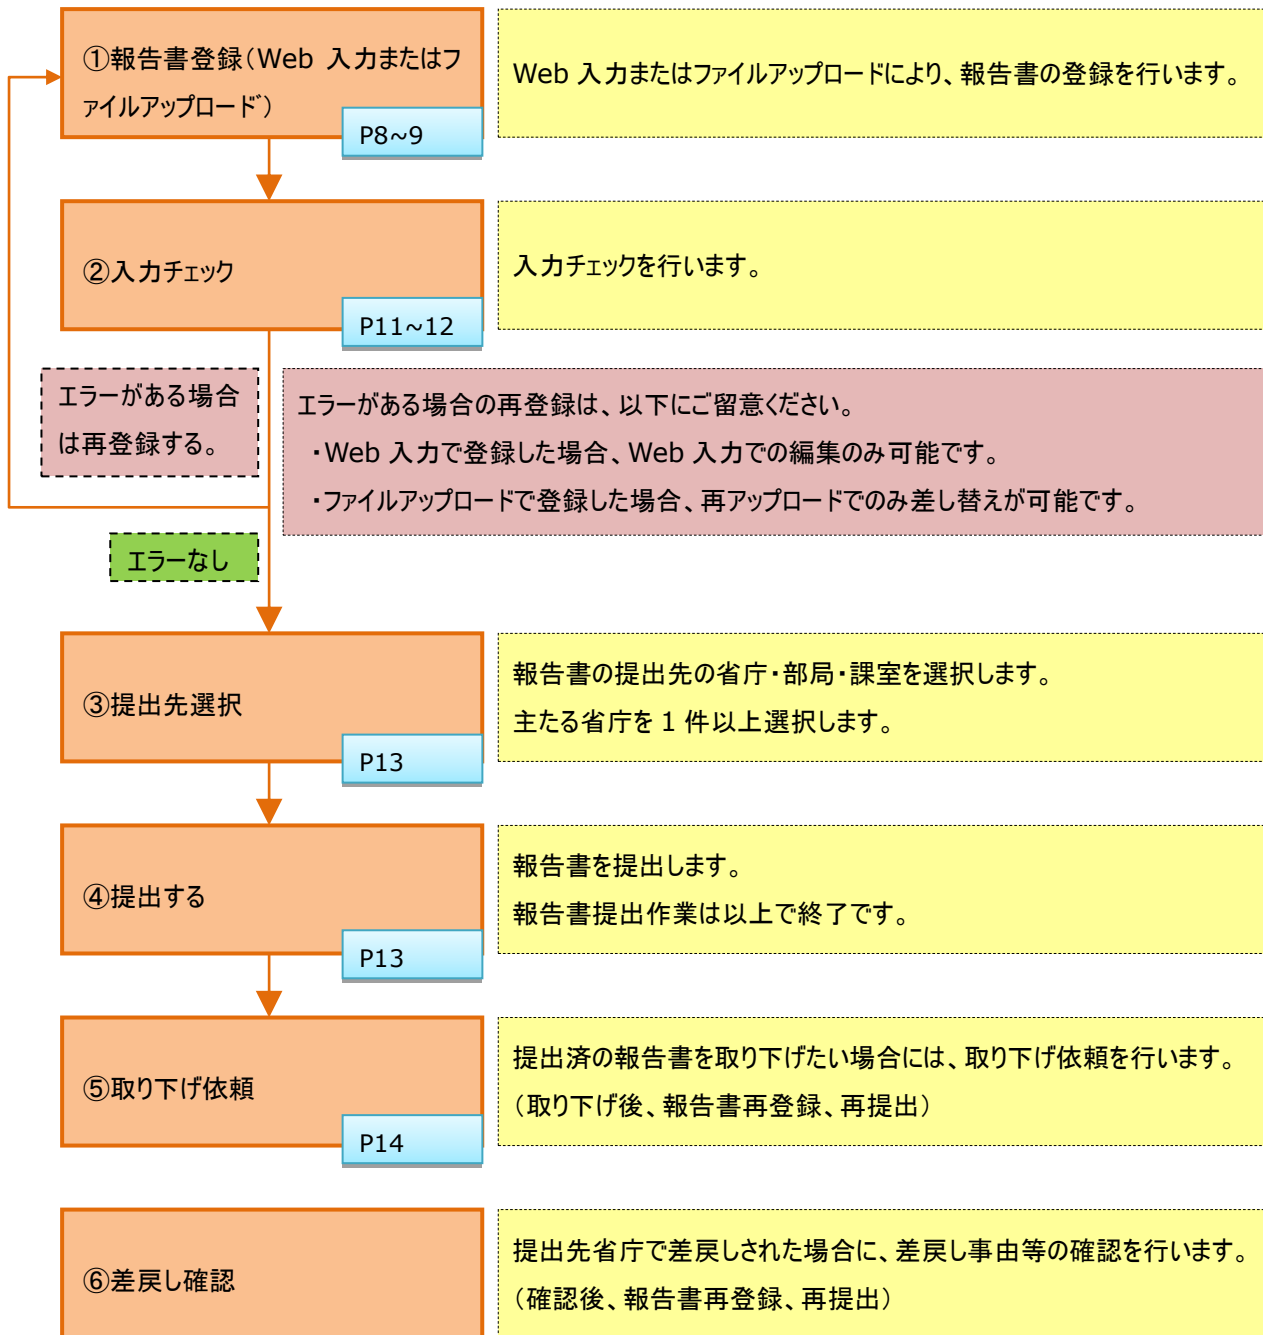 ①報告書登録（Web 入力またはフ
ァイルアップロード）
P8~9
Web 入力またはファイルアップロードにより、報告書の登録を行います。
②入力チェック
P11~12
入力チェックを行います。
エラーがある場合
は再登録する。
エラーがある場合の再登録は、以下にご留意ください。
・Web 入力で登録した場合、Web 入力での編集のみ可能です。
・ファイルアップロードで登録した場合、再アップロードでのみ差し替えが可能です。
エラーなし
③提出先選択
P13
報告書の提出先の省庁・部局・課室を選択します。
主たる省庁を 1 件以上選択します。
④提出する
P13
報告書を提出します。
報告書提出作業は以上で終了です。
⑤取り下げ依頼
P14
提出済の報告書を取り下げたい場合には、取り下げ依頼を行います。
（取り下げ後、報告書再登録、再提出）
⑥差戻し確認
提出先省庁で差戻しされた場合に、差戻し事由等の確認を行います。
（確認後、報告書再登録、再提出）